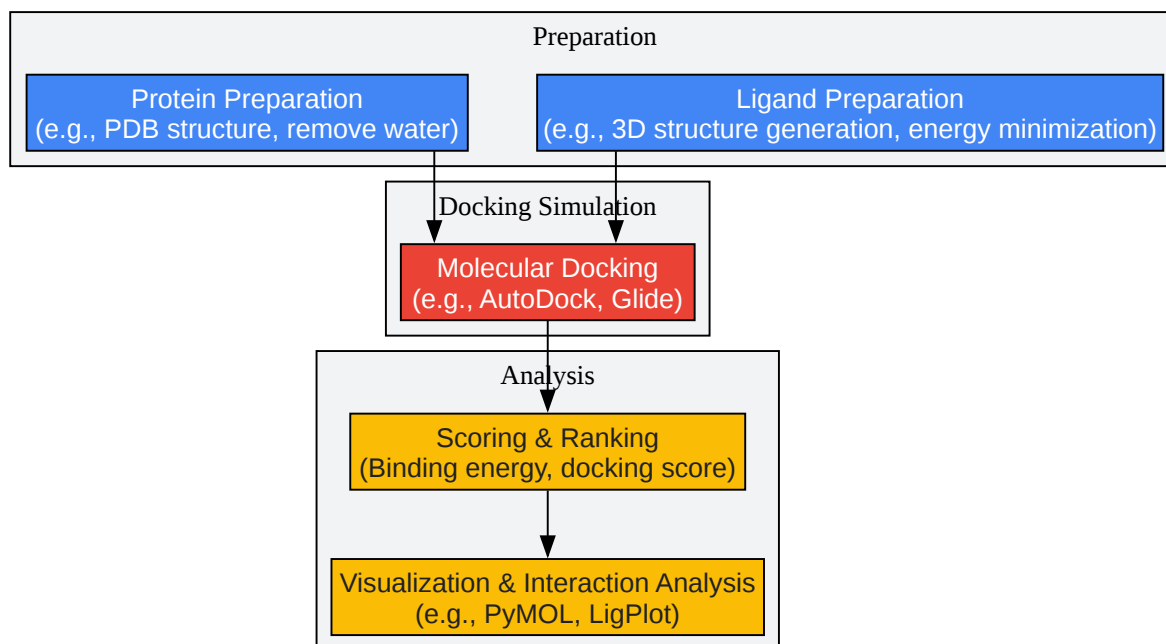 Preparation
Protein Preparation
(e.g., PDB structure, remove water)
Ligand Preparation
(e.g., 3D structure generation, energy minimization)
Docking Simulation
Molecular Docking
(e.g., AutoDock, Glide)
Analysis
Scoring & Ranking
(Binding energy, docking score)
Visualization & Interaction Analysis
(e.g., PyMOL, LigPlot)